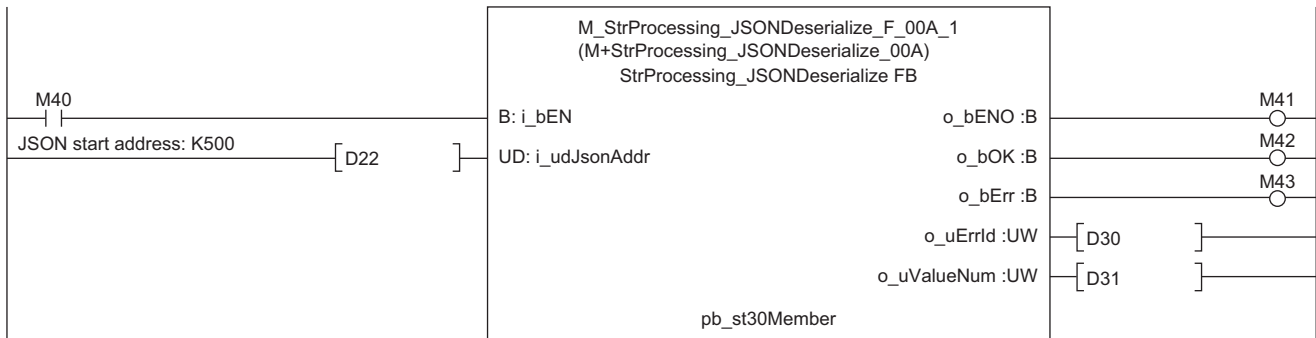 M_StrProcessing_JSONDeserialize_F_00A_1
(M+StrProcessing_JSONDeserialize_00A)
StrProcessing_JSONDeserialize FB
M40
B: i_bEN
o_bENO :B
M41
JSON start address: K500
D22
UD: i_udJsonAddr
o_bOK :B
M42
o_bErr :B
M43
o_uErrId :UW
D30
o_uValueNum :UW
D31
pb_st30Member